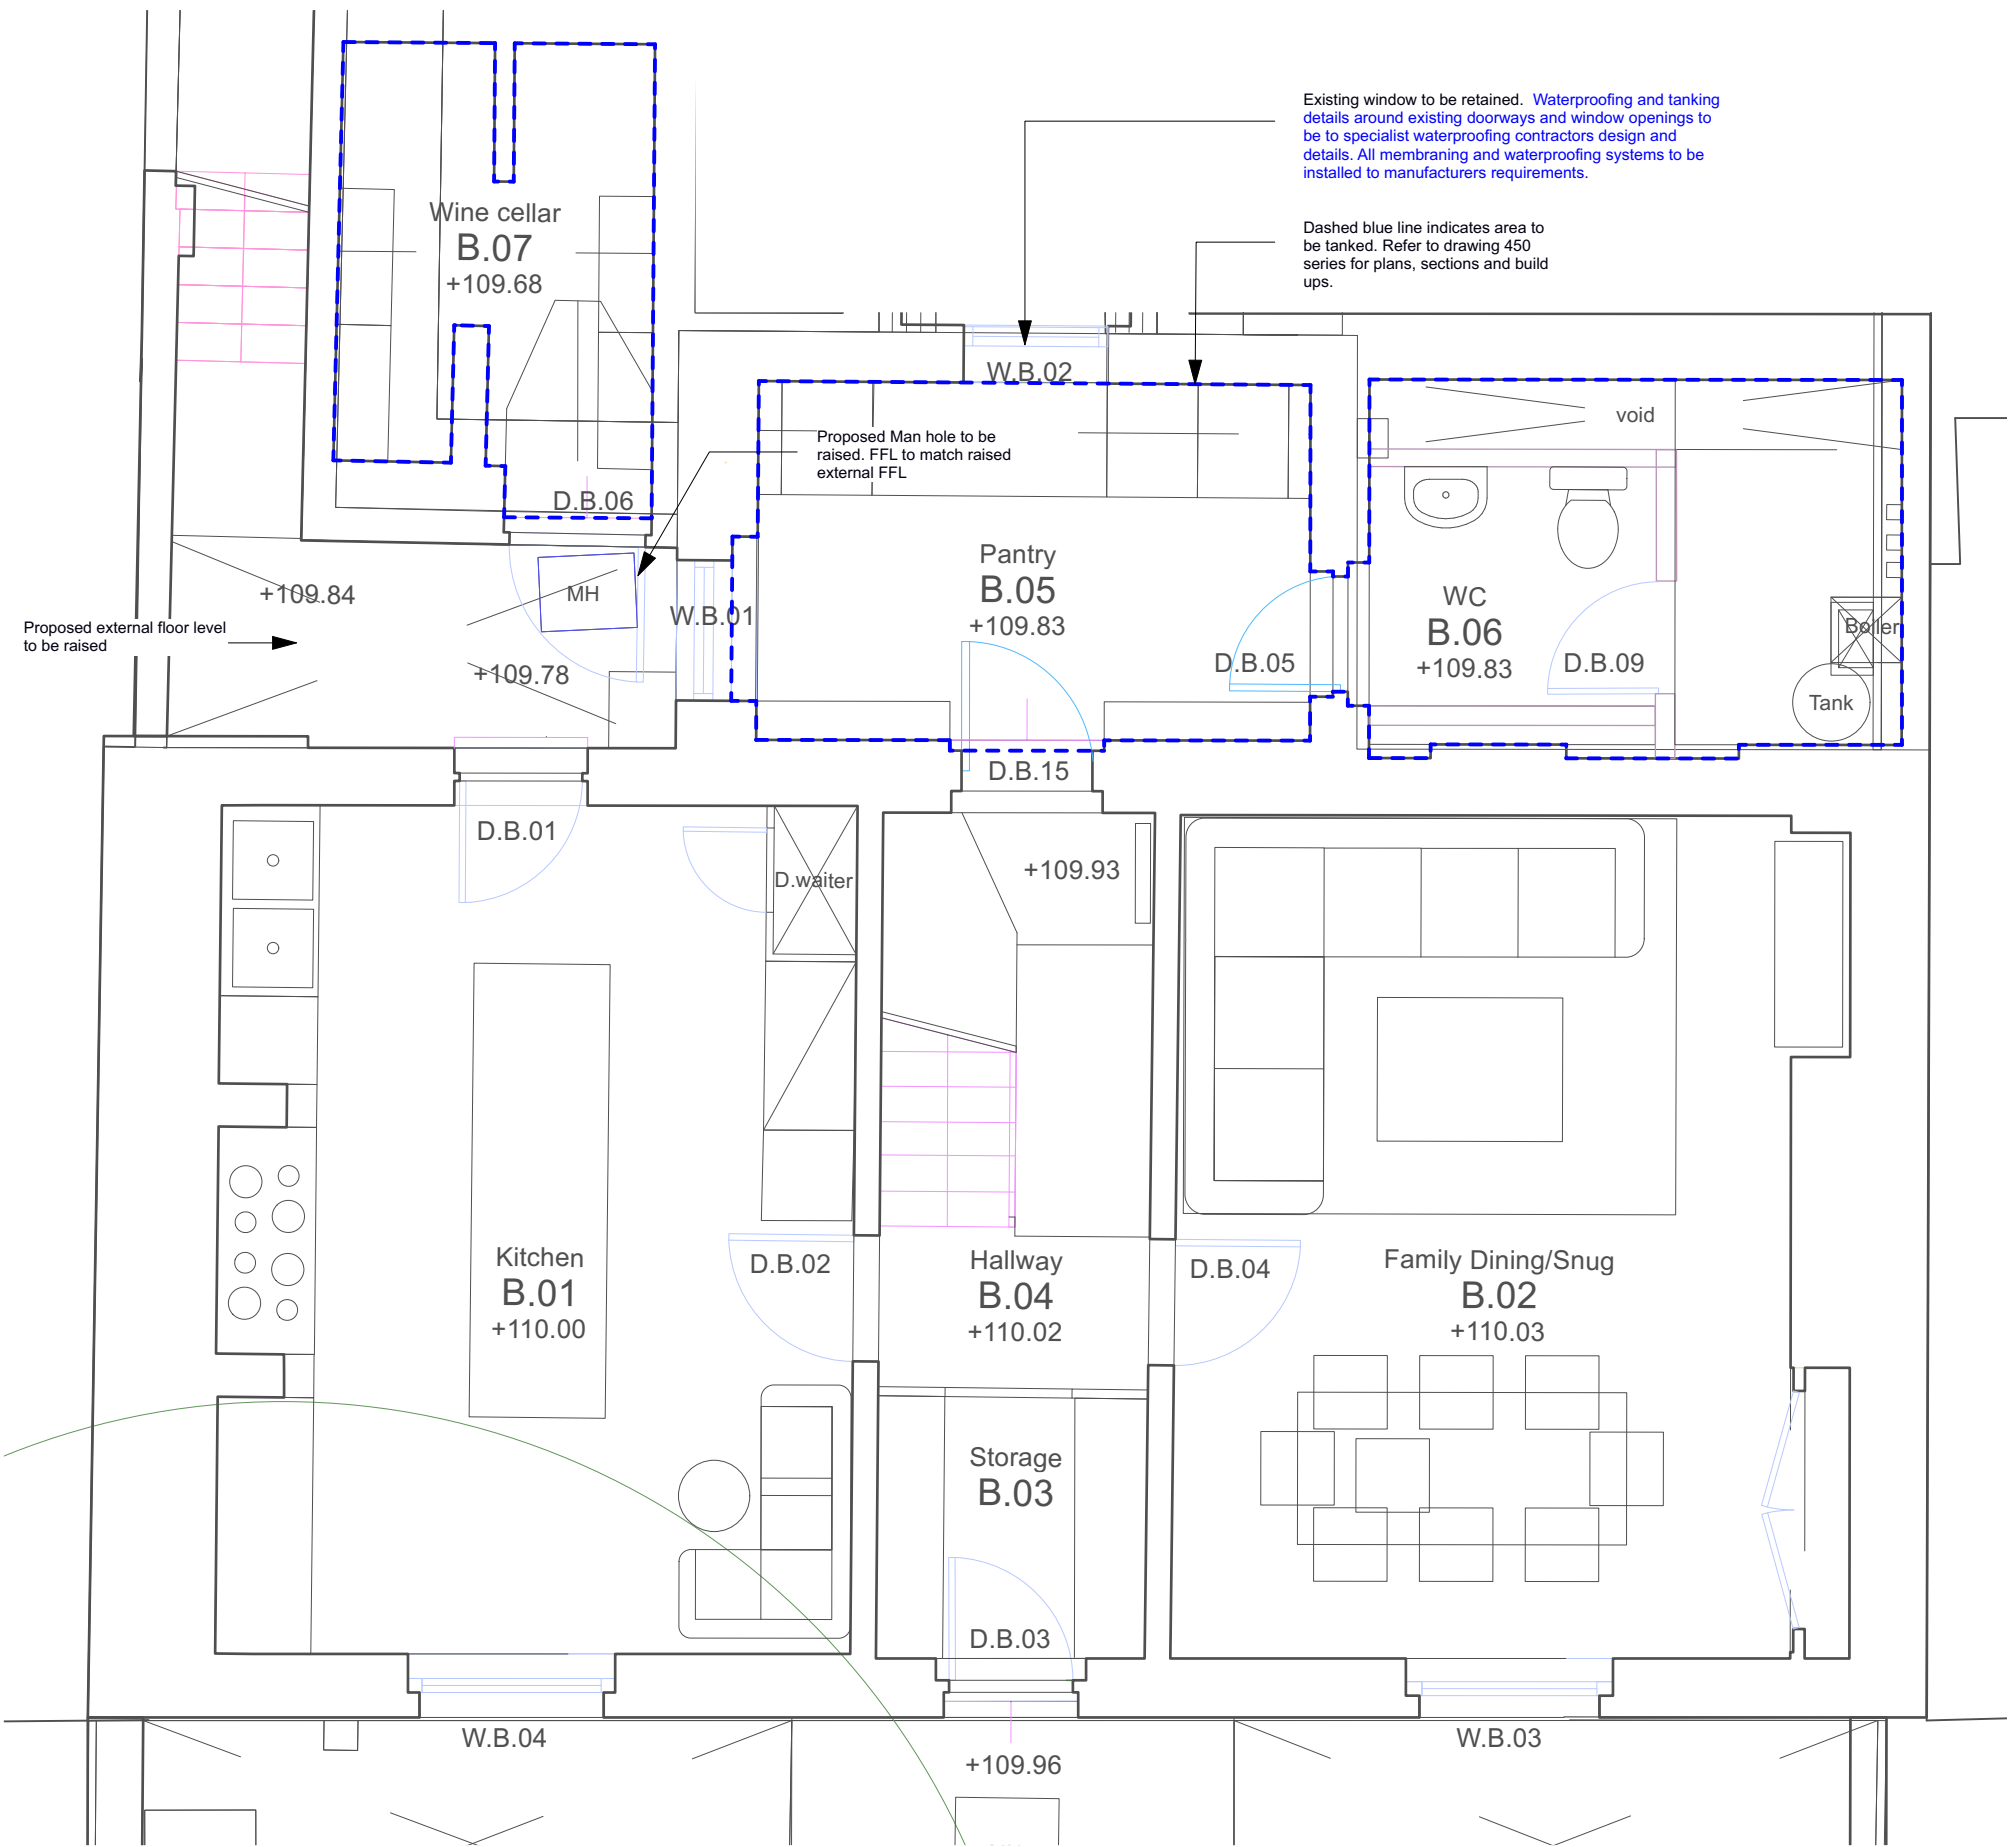 Existing window to be retained. Waterproofing and tanking
details around existing doorways and window openings to
be to specialist waterproofing contractors design and
details. All membraning and waterproofing systems to be
installed to manufacturers requirements.
Dashed blue line indicates area to
be tanked. Refer to drawing 450
series for plans, sections and build
ups.
Wine cellar
B.07
+109.68
W.B.02
void
Proposed Man hole to be
raised. FFL to match raised
external FFL
D.B.06
Pantry
B.05
+109.83
WC
B.06
+109.83
+109.84
MH
W.B.01
Proposed external floor level
to be raised
+109.78
D.B.05
D.B.09
Boiler
Tank
D.B.15
D.B.01
D.waiter
+109.93
Kitchen
B.01
+110.00
D.B.02
Hallway
B.04
+110.02
D.B.04
Family Dining/Snug
B.02
+110.03
Storage
B.03
D.B.03
W.B.04
+109.96
W.B.03